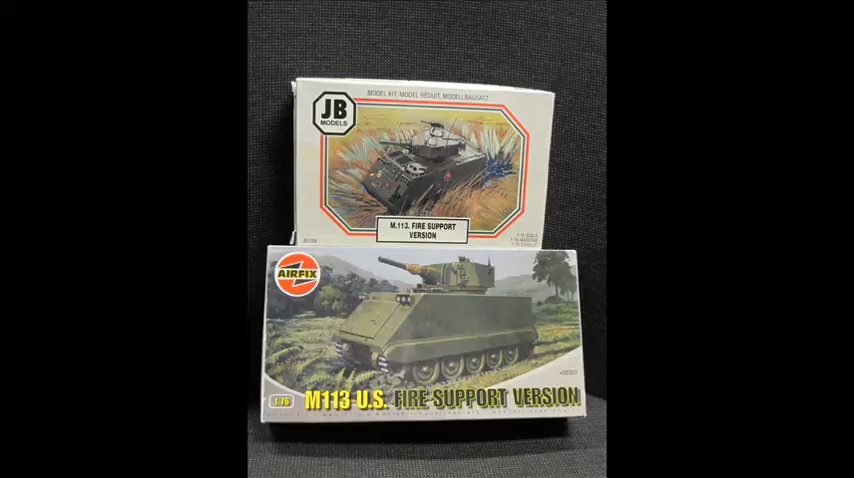 MODEL KIT, MODEL RÉDUIT, MODELLBAUSATZ
JB
MODELS
M.113. FIRE SUPPORT
VERSION
AIRFIX
1:76
M113 U.S. FIRE SUPPORT VERSION